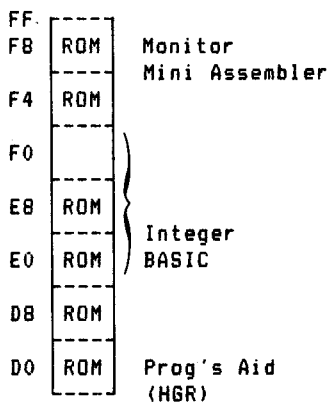 FF
F8 ROM Monitor
Mini Assembler
F4 ROM
F0
E8 ROM
Integer
E0 ROM BASIC
D8 ROM
D0 ROM Prog's Aid
(HGR)